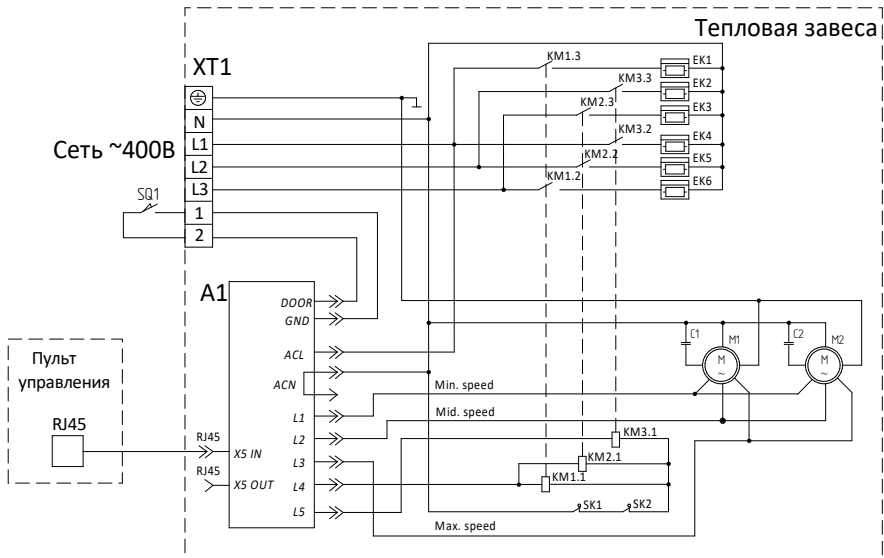 Тепловая завеса
XT1
KM1.3
EK1
KM3.3
EK2
KM2.3
EK3
N
Сеть ~400В
L1
KM3.2
EK4
L2
KM2.2
EK5
L3
KM1.2
EK6
SQ1
1
2
A1
DOOR
GND
ACL
ACN
C1
M1
M
~
C2
M2
M
~
Min. speed
Mid. speed
Max. speed
L1
L2
L3
L4
L5
KM3.1
KM2.1
KM1.1
SK1
SK2
Пульт
управления
RJ45
RJ45
X5 IN
RJ45
X5 OUT